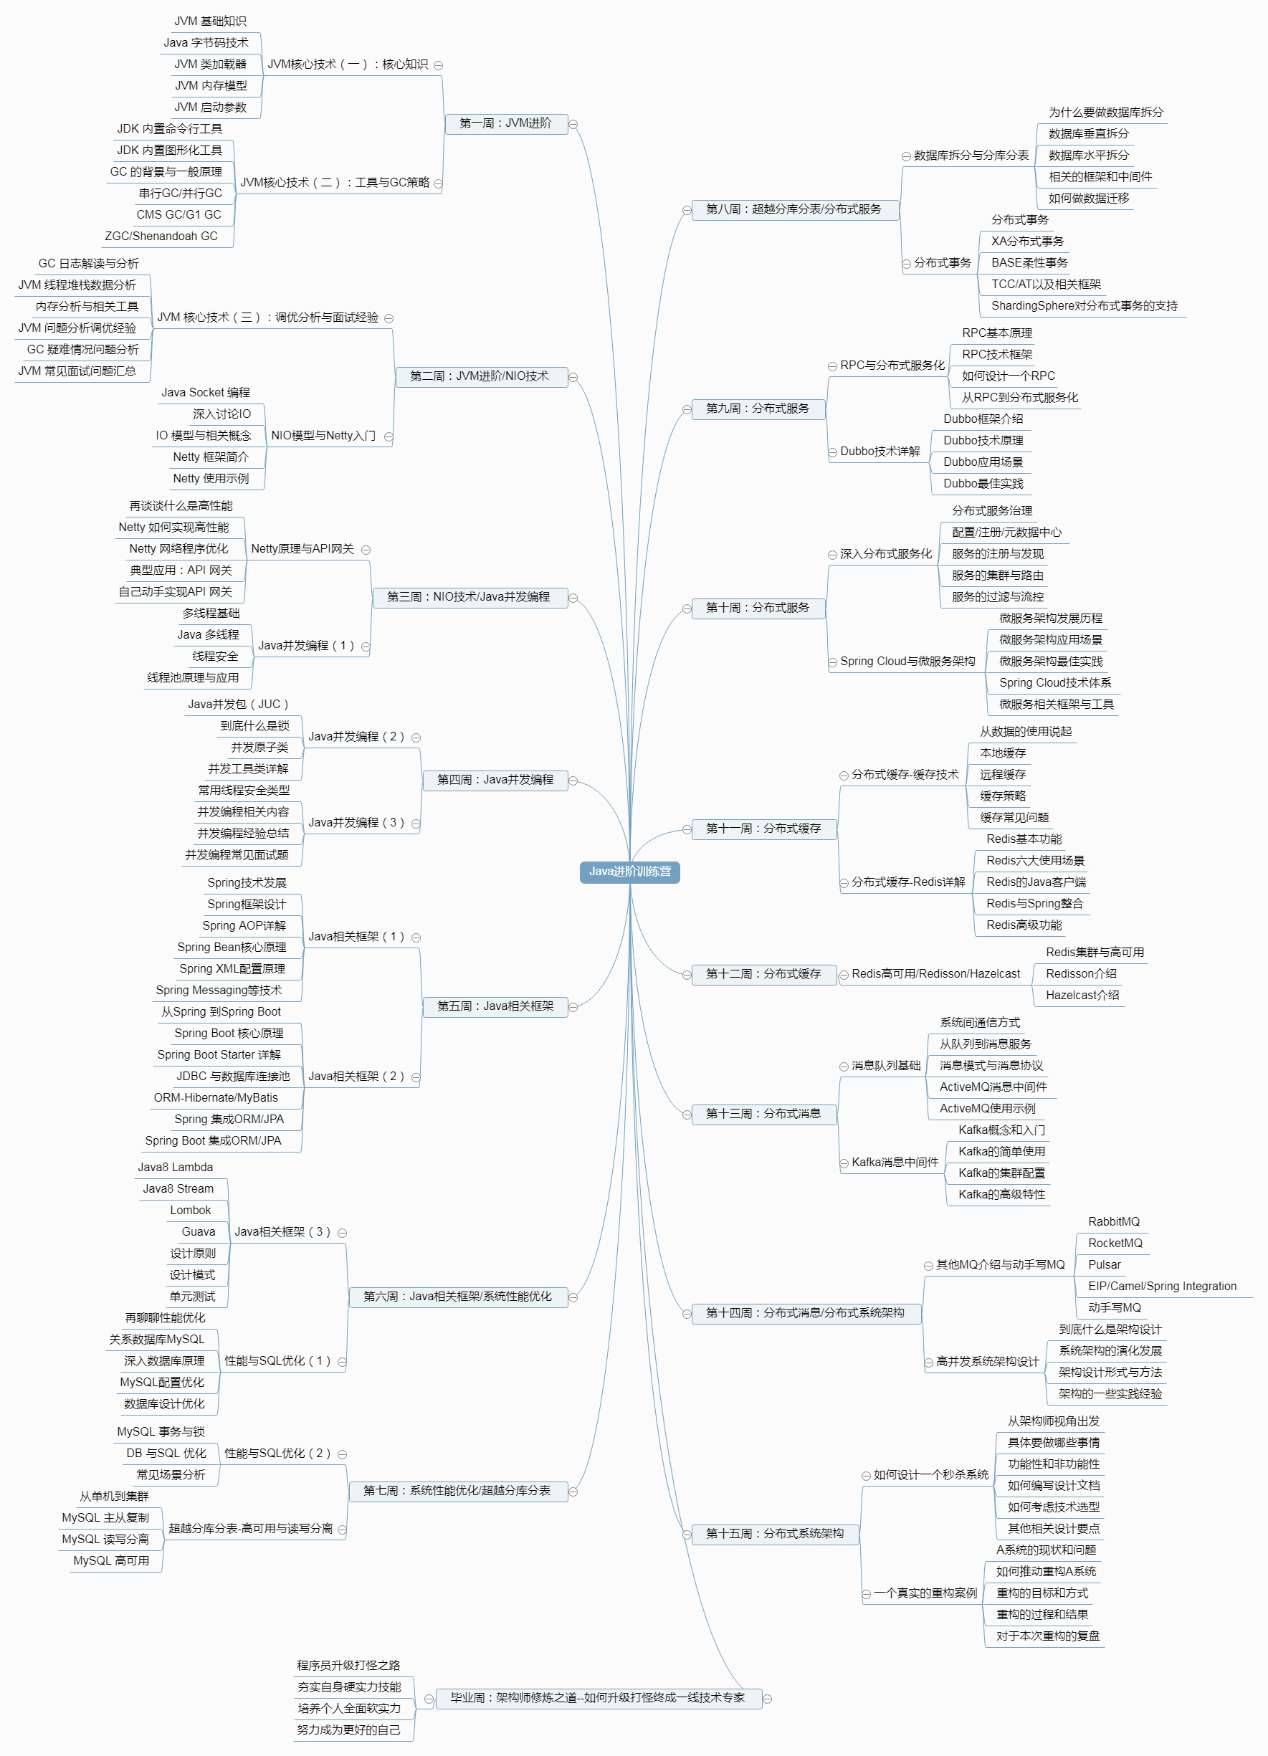 Java进阶训练营
第一周：JVM进阶
JVM核心技术（一）：核心知识
JVM 基础知识
Java 字节码技术
JVM 类加载器
JVM 内存模型
JVM 启动参数
JVM核心技术（二）：工具与GC策略
JDK 内置命令行工具
JDK 内置图形化工具
GC 的背景与一般原理
串行GC/并行GC
CMS GC/G1 GC
ZGC/Shenandoah GC
第二周：JVM进阶/NIO技术
JVM 核心技术（三）：调优分析与面试经验
GC 日志解读与分析
JVM 线程堆栈数据分析
内存分析与相关工具
JVM 问题分析调优经验
GC 疑难情况问题分析
JVM 常见面试问题汇总
NIO模型与Netty入门
Java Socket 编程
深入讨论IO
IO 模型与相关概念
Netty 框架简介
Netty 使用示例
第三周：NIO技术/Java并发编程
Netty原理与API网关
再谈谈什么是高性能
Netty 如何实现高性能
Netty 网络程序优化
典型应用：API 网关
自己动手实现API 网关
Java并发编程（1）
多线程基础
Java 多线程
线程安全
线程池原理与应用
第四周：Java并发编程
Java并发编程（2）
Java并发包（JUC）
到底什么是锁
并发原子类
并发工具类详解
Java并发编程（3）
常用线程安全类型
并发编程相关内容
并发编程经验总结
并发编程常见面试题
第五周：Java相关框架
Java相关框架（1）
Spring技术发展
Spring框架设计
Spring AOP详解
Spring Bean核心原理
Spring XML配置原理
Spring Messaging等技术
Java相关框架（2）
从Spring 到Spring Boot
Spring Boot 核心原理
Spring Boot Starter 详解
JDBC 与数据库连接池
ORM-Hibernate/MyBatis
Spring 集成ORM/JPA
Spring Boot 集成ORM/JPA
第六周：Java相关框架/系统性能优化
Java相关框架（3）
Java8 Lambda
Java8 Stream
Lombok
Guava
设计原则
设计模式
单元测试
性能与SQL优化（1）
再聊聊性能优化
关系数据库MySQL
深入数据库原理
MySQL配置优化
数据库设计优化
第七周：系统性能优化/超越分库分表
性能与SQL优化（2）
MySQL 事务与锁
DB 与SQL 优化
常见场景分析
超越分库分表-高可用与读写分离
从单机到集群
MySQL 主从复制
MySQL 读写分离
MySQL 高可用
第八周：超越分库分表/分布式服务
数据库拆分与分库分表
为什么要做数据库拆分
数据库垂直拆分
数据库水平拆分
相关的框架和中间件
如何做数据迁移
分布式事务
分布式事务
XA分布式事务
BASE柔性事务
TCC/AT以及相关框架
ShardingSphere对分布式事务的支持
第九周：分布式服务
RPC与分布式服务化
RPC基本原理
RPC技术框架
如何设计一个RPC
从RPC到分布式服务化
Dubbo技术详解
Dubbo框架介绍
Dubbo技术原理
Dubbo应用场景
Dubbo最佳实践
第十周：分布式服务
深入分布式服务化
分布式服务治理
配置/注册/元数据中心
服务的注册与发现
服务的集群与路由
服务的过滤与流控
Spring Cloud与微服务架构
微服务架构发展历程
微服务架构应用场景
微服务架构最佳实践
Spring Cloud技术体系
微服务相关框架与工具
第十一周：分布式缓存
分布式缓存-缓存技术
从数据的使用说起
本地缓存
远程缓存
缓存策略
缓存常见问题
分布式缓存-Redis详解
Redis基本功能
Redis六大使用场景
Redis的Java客户端
Redis与Spring整合
Redis高级功能
第十二周：分布式缓存
Redis高可用/Redisson/Hazelcast
Redis集群与高可用
Redisson介绍
Hazelcast介绍
第十三周：分布式消息
消息队列基础
系统间通信方式
从队列到消息服务
消息模式与消息协议
ActiveMQ消息中间件
ActiveMQ使用示例
Kafka消息中间件
Kafka概念和入门
Kafka的简单使用
Kafka的集群配置
Kafka的高级特性
第十四周：分布式消息/分布式系统架构
其他MQ介绍与动手写MQ
RabbitMQ
RocketMQ
Pulsar
EIP/Camel/Spring Integration
动手写MQ
高并发系统架构设计
到底什么是架构设计
系统架构的演化发展
架构设计形式与方法
架构的一些实践经验
第十五周：分布式系统架构
如何设计一个秒杀系统
从架构师视角出发
具体要做哪些事情
功能性和非功能性
如何编写设计文档
如何考虑技术选型
其他相关设计要点
一个真实的重构案例
A系统的现状和问题
如何推动重构A系统
重构的目标和方式
重构的过程和结果
对于本次重构的复盘
毕业周：架构师修炼之道--如何升级打怪终成一线技术专家
程序员升级打怪之路
夯实自身硬实力技能
培养个人全面软实力
努力成为更好的自己